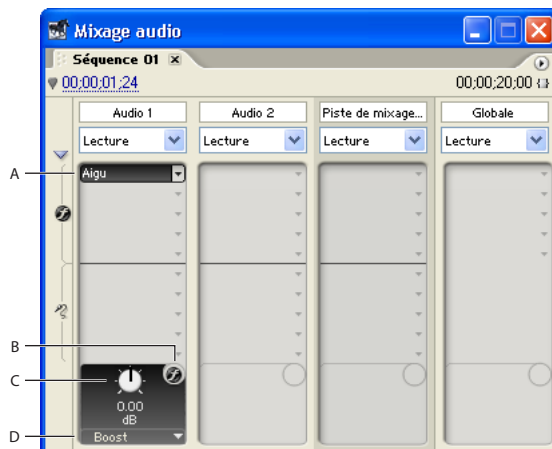 Mixage audio
Séquence 01
00;00;01;24 00;00;20;00
Audio 1 Audio 2 Piste de mixage... Globale
Lecture Lecture Lecture Lecture
A Aigu
B
C
0.00
dB
D Boost